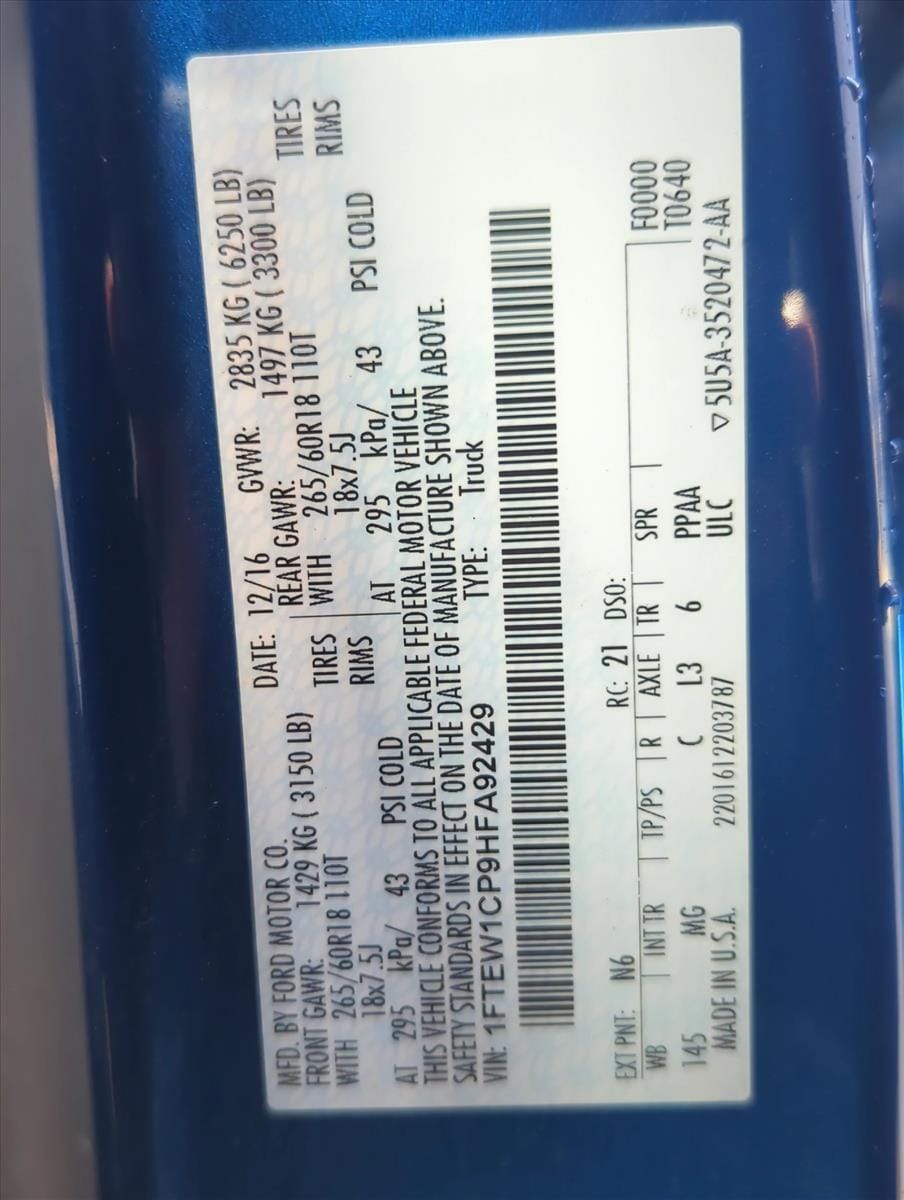 MFD. BY FORD MOTOR CO. DATE: 12/16 GVWR: 2835 KG ( 6250 LB)
FRONT GAWR: 1429 KG ( 3150 LB) REAR GAWR: 1497 KG ( 3300 LB)
WITH 265/60R18 110T TIRES WITH 265/60R18 110T TIRES
18x7.5J RIMS 18x7.5J RIMS
AT 295 kPa/ 43 PSI COLD AT 295 kPa/ 43 PSI COLD
THIS VEHICLE CONFORMS TO ALL APPLICABLE FEDERAL MOTOR VEHICLE
SAFETY STANDARDS IN EFFECT ON THE DATE OF MANUFACTURE SHOWN ABOVE.
VIN: 1FTEW1CP9HFA92429 TYPE: Truck
EXT PNT: N6 RC: 21 DSO: F0000
WB INT TR TP/PS R AXLE TR SPR T0640
145 MG C L3 6 PPAA
MADE IN U.S.A. 2201612203787 ULC ▽5U5A-3520472-AA